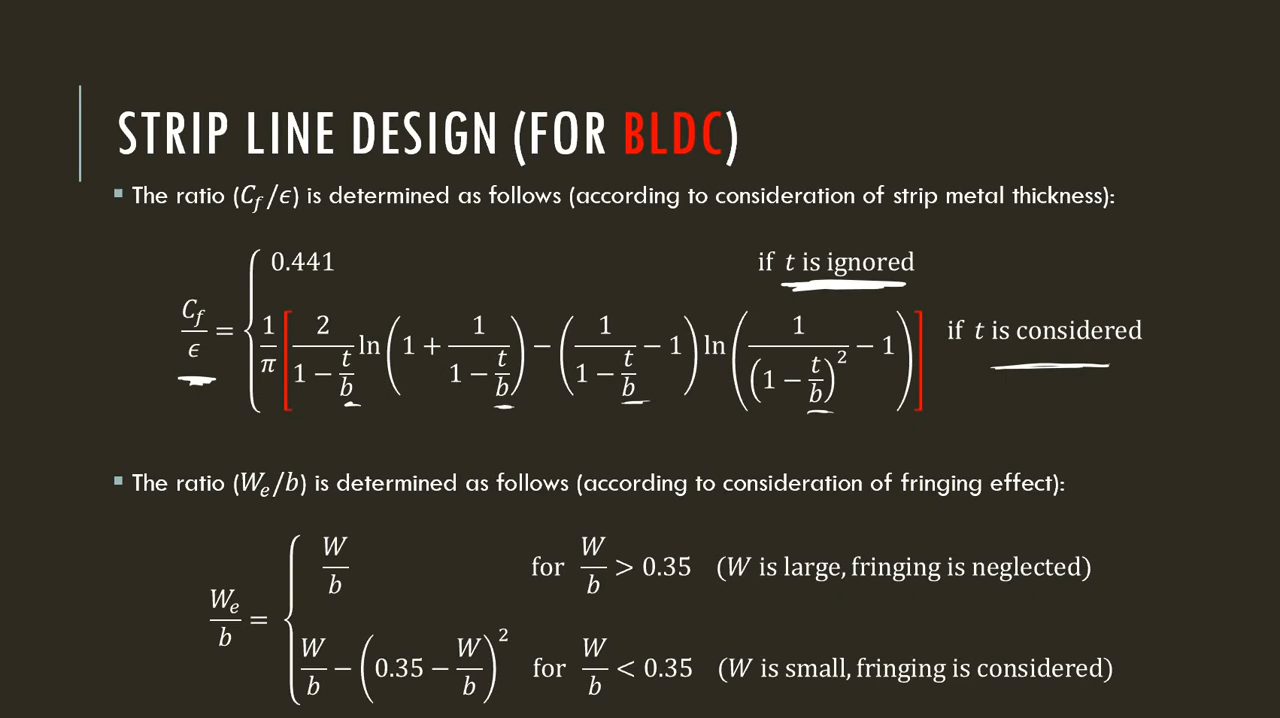 STRIP LINE DESIGN (FOR BLDC)
▪ The ratio (C_f/ϵ) is determined as follows (according to consideration of strip metal thickness):
C_f/ϵ = { 0.441 if t is ignored
1/π [ 2/(1 − t/b) ln(1 + 1/(1 − t/b)) − (1/(1 − t/b) − 1) ln(1/(1 − t/b)² − 1) ] if t is considered
▪ The ratio (W_e/b) is determined as follows (according to consideration of fringing effect):
W_e/b = { W/b for W/b > 0.35 (W is large, fringing is neglected)
W/b − (0.35 − W/b)² for W/b < 0.35 (W is small, fringing is considered)